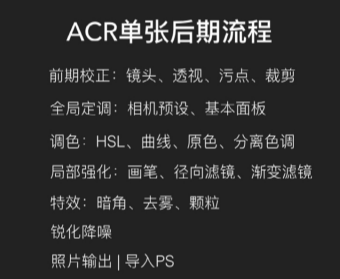 ACR单张后期流程
前期校正：镜头、透视、污点、裁剪
全局定调：相机预设、基本面板
调色：HSL、曲线、原色、分离色调
局部强化：画笔、径向滤镜、渐变滤镜
特效：暗角、去雾、颗粒
锐化降噪
照片输出 | 导入PS